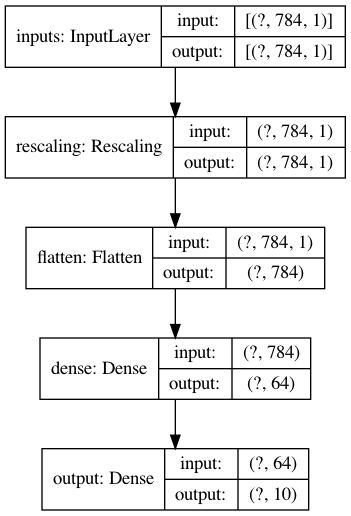 inputs: InputLayer
input: [(?, 784, 1)]
output: [(?, 784, 1)]
rescaling: Rescaling
input: (?, 784, 1)
output: (?, 784, 1)
flatten: Flatten
input: (?, 784, 1)
output: (?, 784)
dense: Dense
input: (?, 784)
output: (?, 64)
output: Dense
input: (?, 64)
output: (?, 10)